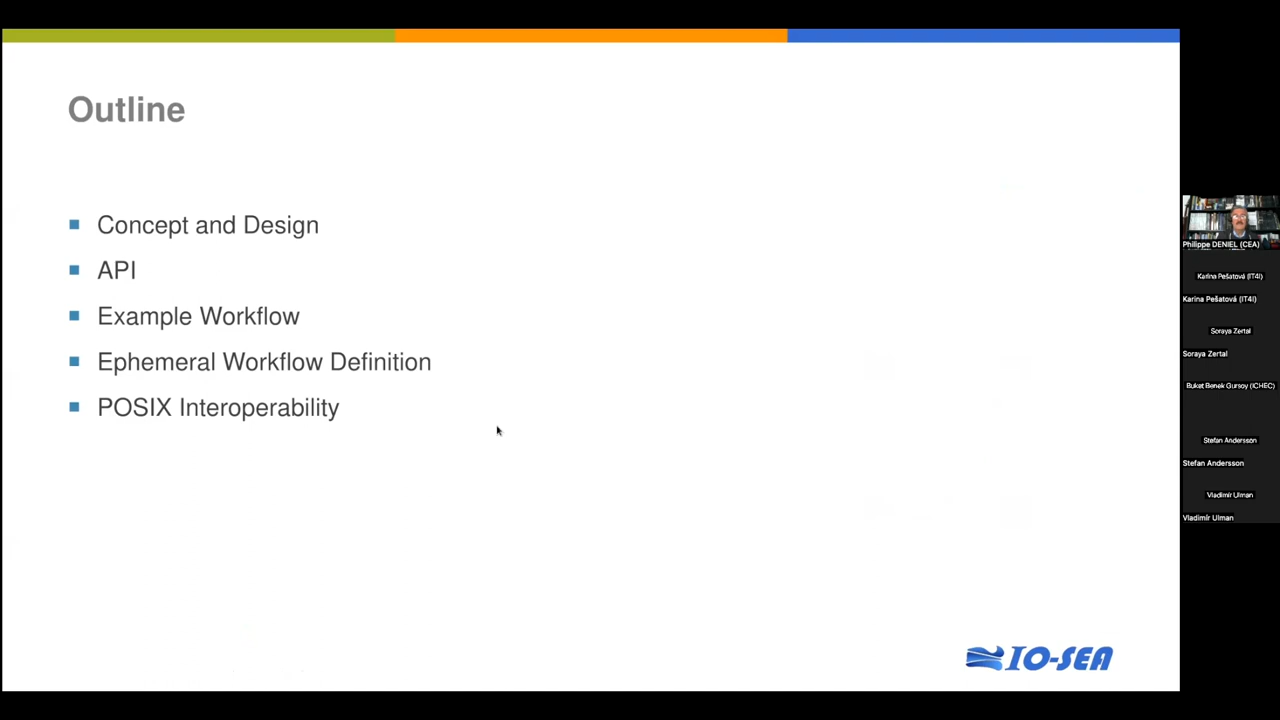 Outline
Concept and Design
API
Example Workflow
Ephemeral Workflow Definition
POSIX Interoperability
IO-SEA
Philippe DENIEL (CEA)
Karina Pešatová (IT4I)
Karina Pešatová (IT4I)
Soraya Zertal
Soraya Zertal
Buket Benek Gursoy (ICHEC)
Stefan Andersson
Stefan Andersson
Vladimír Ulman
Vladimír Ulman